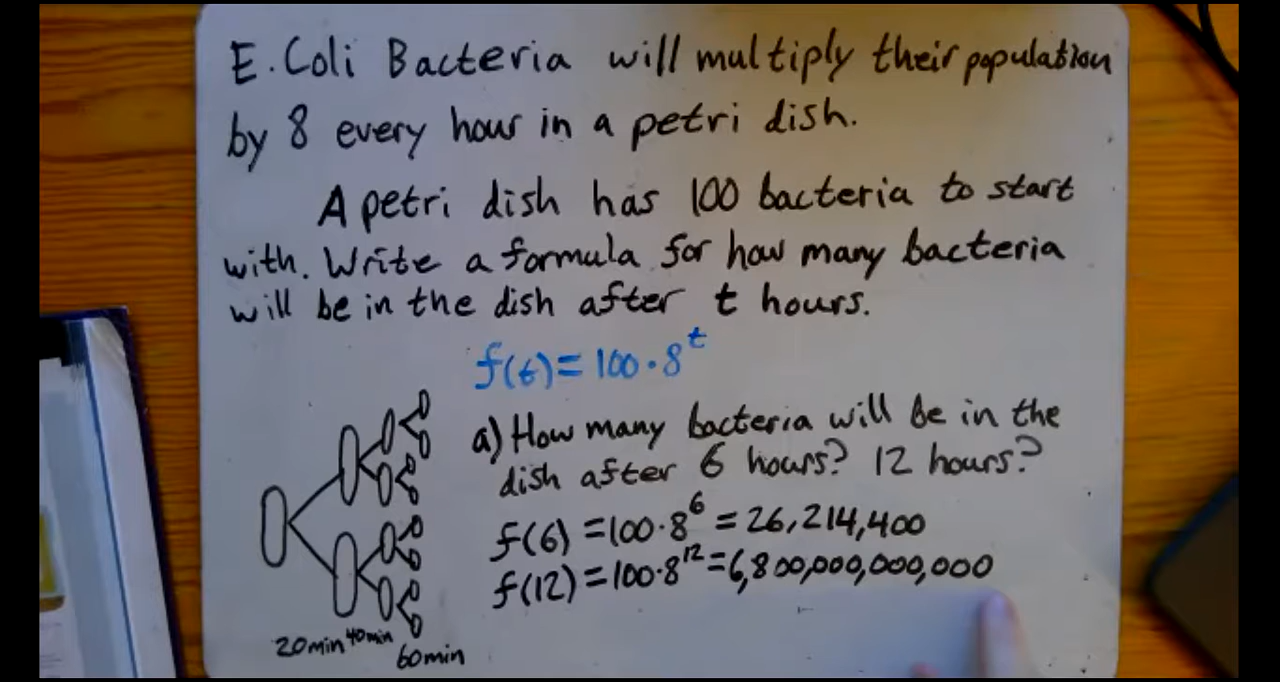 E. Coli Bacteria will multiply their population
by 8 every hour in a petri dish.
A petri dish has 100 bacteria to start
with. Write a formula for how many bacteria
will be in the dish after t hours.
f(t) = 100·8^t
a) How many bacteria will be in the
dish after 6 hours? 12 hours?
f(6) = 100·8^6 = 26,214,400
f(12) = 100·8^12 = 6,800,000,000,000
20min 40min
60min